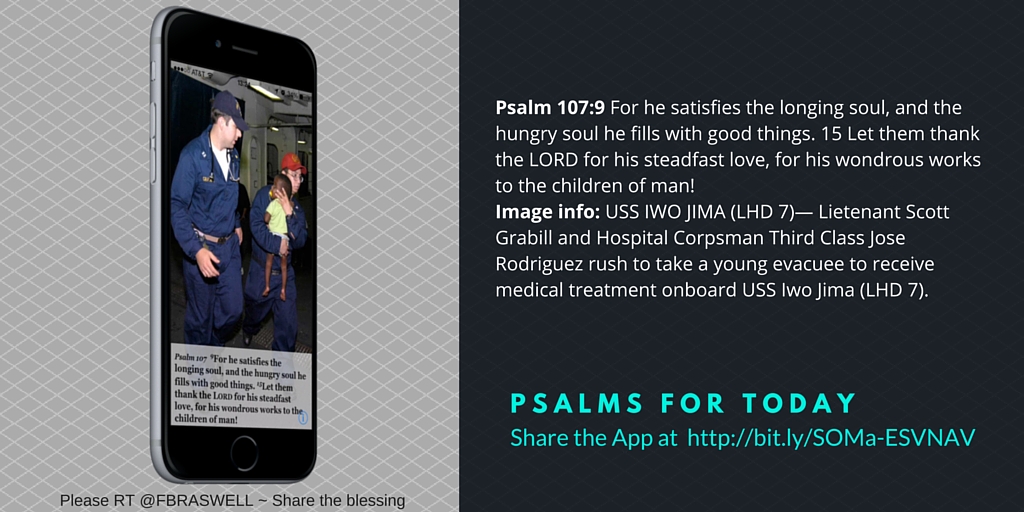 AT&T
Psalm 107 9For he satisfies the
longing soul, and the hungry soul he
fills with good things. 15Let them
thank the LORD for his steadfast
love, for his wondrous works to the
children of man!
Please RT @FBRASWELL ~ Share the blessing
Psalm 107:9 For he satisfies the longing soul, and the
hungry soul he fills with good things. 15 Let them thank
the LORD for his steadfast love, for his wondrous works
to the children of man!
Image info: USS IWO JIMA (LHD 7)— Lietenant Scott
Grabill and Hospital Corpsman Third Class Jose
Rodriguez rush to take a young evacuee to receive
medical treatment onboard USS Iwo Jima (LHD 7).
PSALMS FOR TODAY
Share the App at http://bit.ly/SOMa-ESVNAV